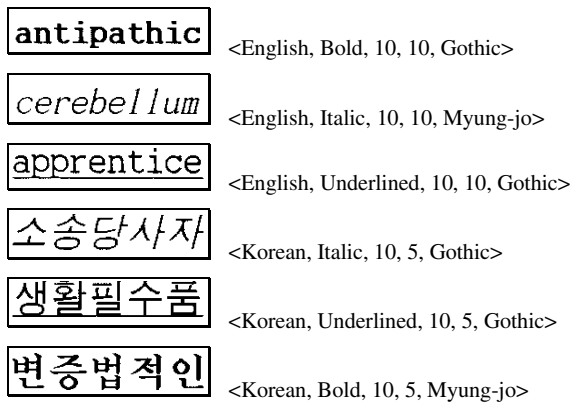 antipathic <English, Bold, 10, 10, Gothic>
cerebellum <English, Italic, 10, 10, Myung-jo>
apprentice <English, Underlined, 10, 10, Gothic>
소송당사자 <Korean, Italic, 10, 5, Gothic>
생활필수품 <Korean, Underlined, 10, 5, Gothic>
변증법적인 <Korean, Bold, 10, 5, Myung-jo>